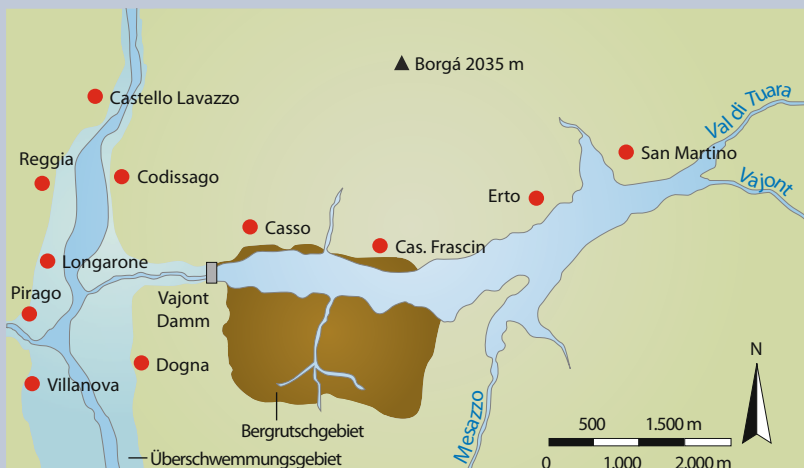 Borgá 2035 m
Castello Lavazzo
Val di Tuara
Reggia
San Martino
Codissago
Vajont
Erto
Casso
Cas. Frascin
Longarone
Pirago
Vajont
Damm
N
Dogna
Villanova
500 1.500 m
Bergrutschgebiet
Mesazzo
Überschwemmungsgebiet
0 1.000 2.000 m